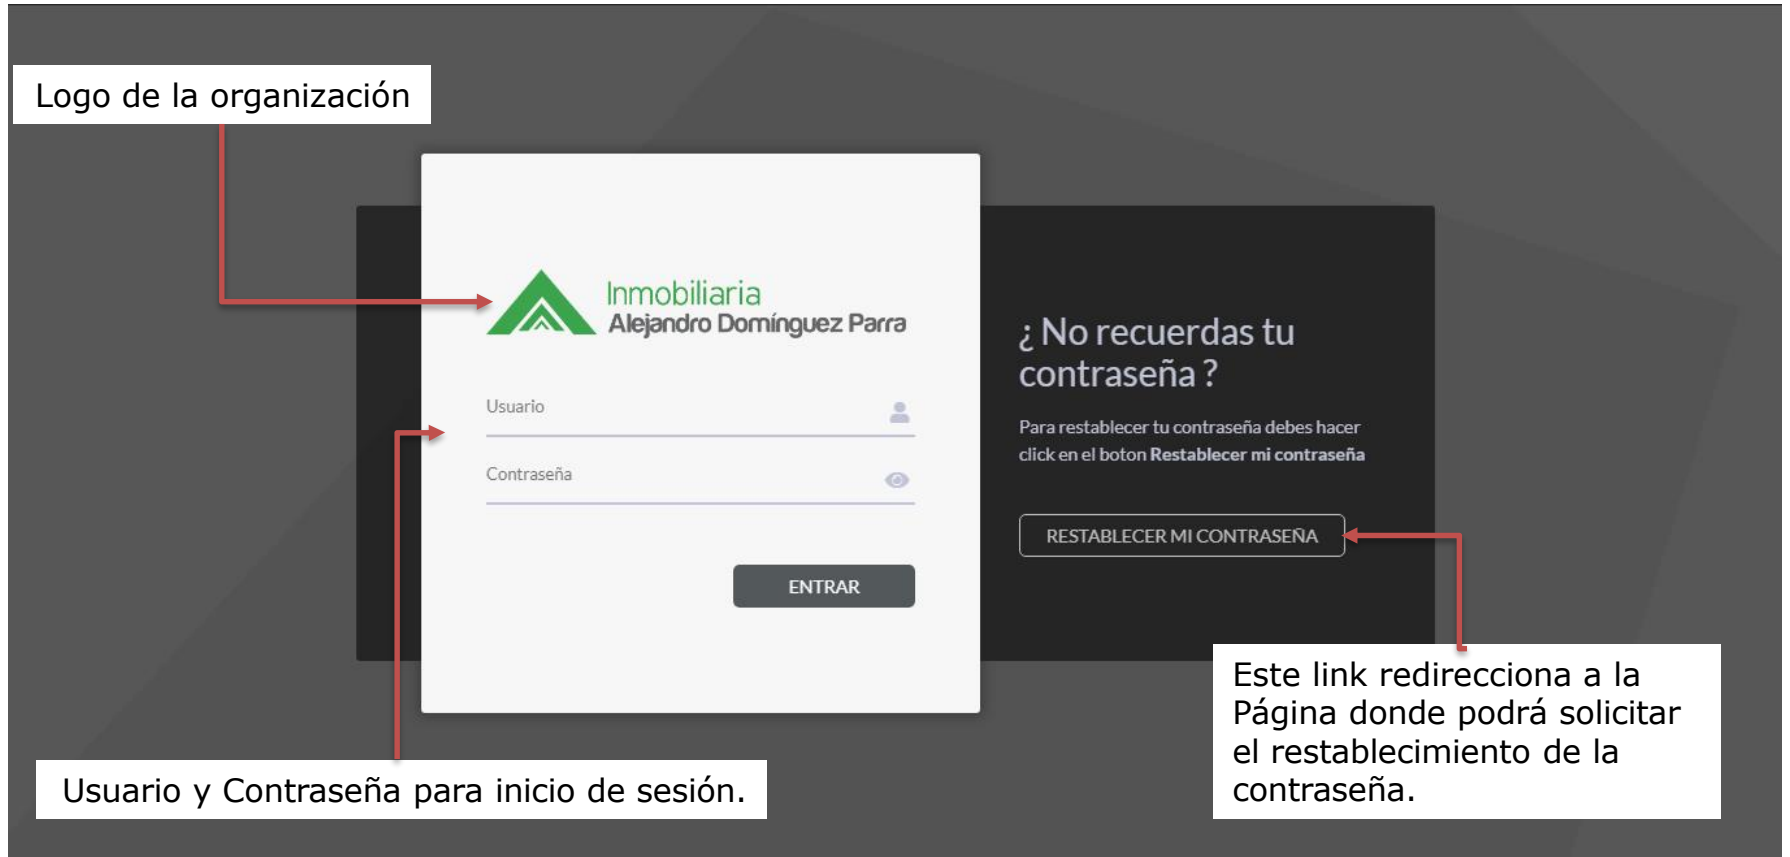 Logo de la organización
Inmobiliaria
Alejandro Domínguez Parra
Usuario
Contraseña
ENTRAR
¿ No recuerdas tu
contraseña ?
Para restablecer tu contraseña debes hacer
click en el boton Restablecer mi contraseña
RESTABLECER MI CONTRASEÑA
Este link redirecciona a la
Página donde podrá solicitar
el restablecimiento de la
contraseña.
Usuario y Contraseña para inicio de sesión.